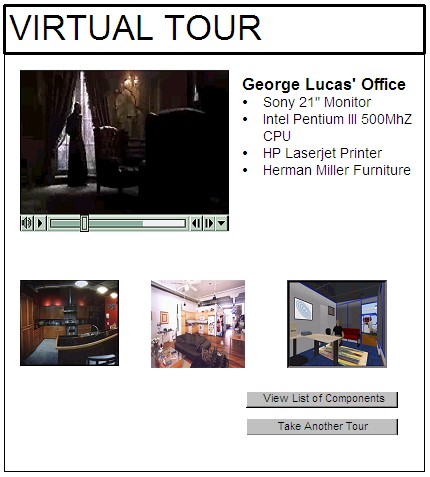 VIRTUAL TOUR
George Lucas' Office
• Sony 21" Monitor
• Intel Pentium III 500MhZ
CPU
• HP Laserjet Printer
• Herman Miller Furniture
View List of Components
Take Another Tour